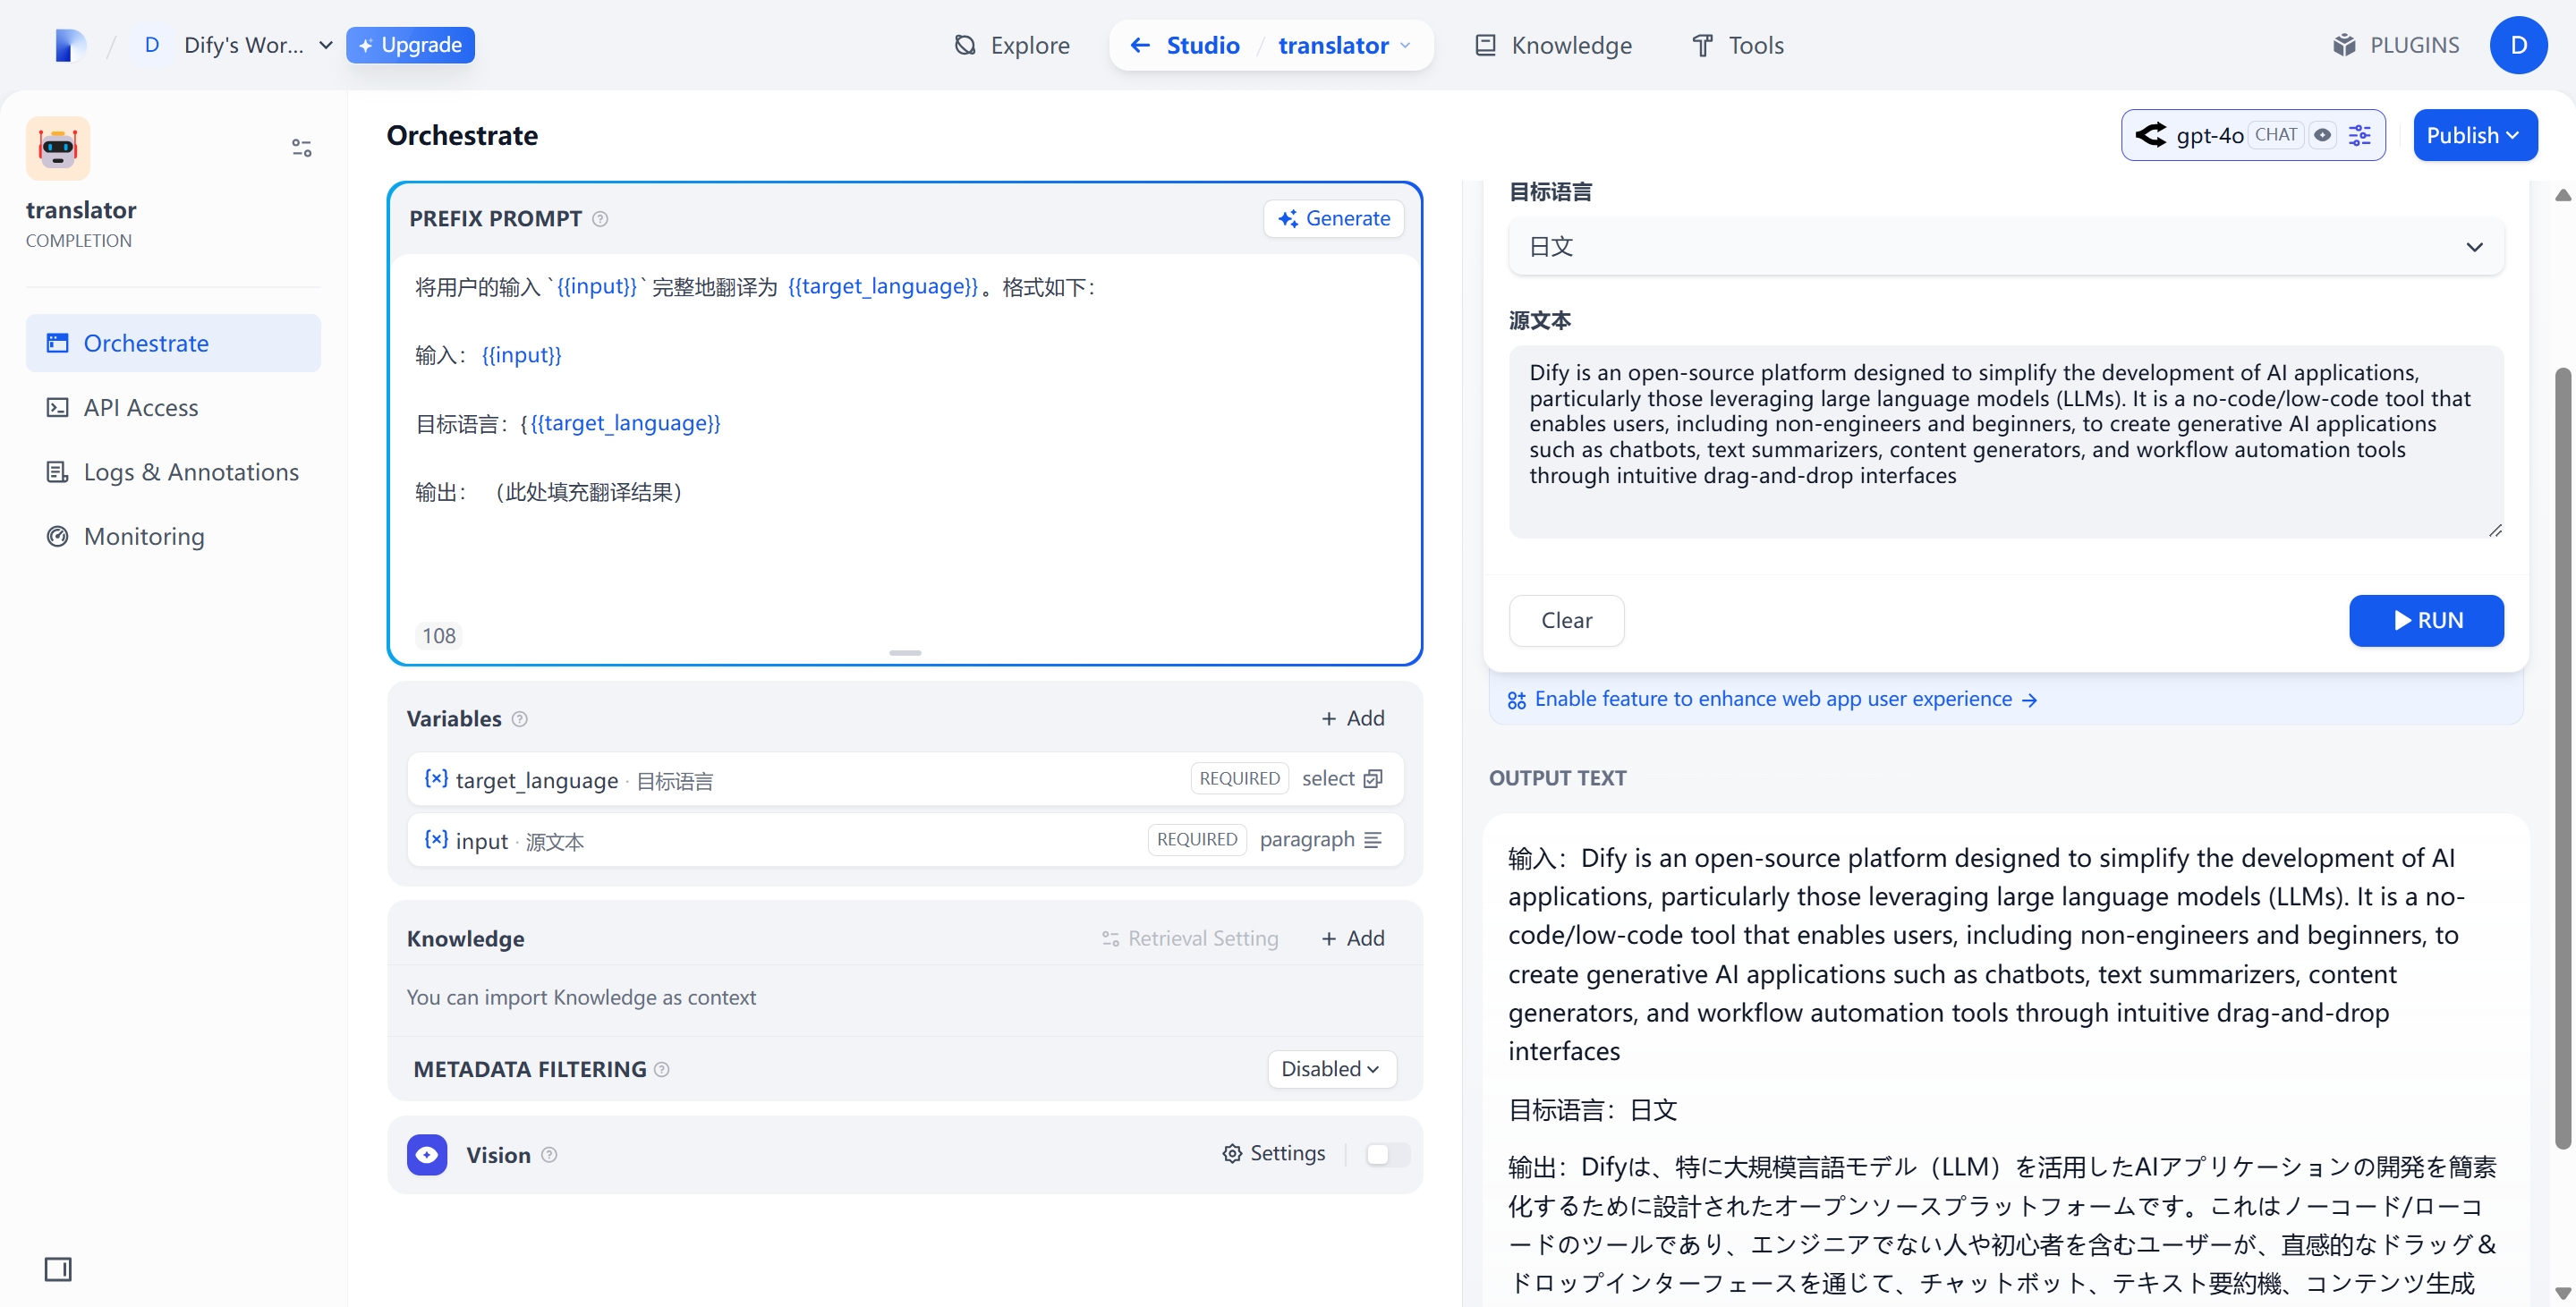 D Dify's Wor... Upgrade
Explore
Studio / translator
Knowledge
Tools
PLUGINS
D
translator
COMPLETION
Orchestrate
API Access
Logs & Annotations
Monitoring
Orchestrate
gpt-4o CHAT
Publish
PREFIX PROMPT
Generate
将用户的输入 `{{input}}` 完整地翻译为 {{target_language}} 。格式如下：
输入： {{input}}
目标语言：{ {{target_language}}
输出： （此处填充翻译结果）
108
Variables
+ Add
{x} target_language · 目标语言 REQUIRED select
{x} input · 源文本 REQUIRED paragraph
Knowledge
Retrieval Setting
+ Add
You can import Knowledge as context
METADATA FILTERING
Disabled
Vision
Settings
目标语言
日文
源文本
Dify is an open-source platform designed to simplify the development of AI applications,
particularly those leveraging large language models (LLMs). It is a no-code/low-code tool that
enables users, including non-engineers and beginners, to create generative AI applications
such as chatbots, text summarizers, content generators, and workflow automation tools
through intuitive drag-and-drop interfaces
Clear
RUN
Enable feature to enhance web app user experience →
OUTPUT TEXT
输入：Dify is an open-source platform designed to simplify the development of AI
applications, particularly those leveraging large language models (LLMs). It is a no-
code/low-code tool that enables users, including non-engineers and beginners, to
create generative AI applications such as chatbots, text summarizers, content
generators, and workflow automation tools through intuitive drag-and-drop
interfaces
目标语言：日文
输出：Difyは、特に大規模言語モデル（LLM）を活用したAIアプリケーションの開発を簡素
化するために設計されたオープンソースプラットフォームです。これはノーコード/ローコ
ードのツールであり、エンジニアでない人や初心者を含むユーザーが、直感的なドラッグ＆
ドロップインターフェースを通じて、チャットボット、テキスト要約機、コンテンツ生成